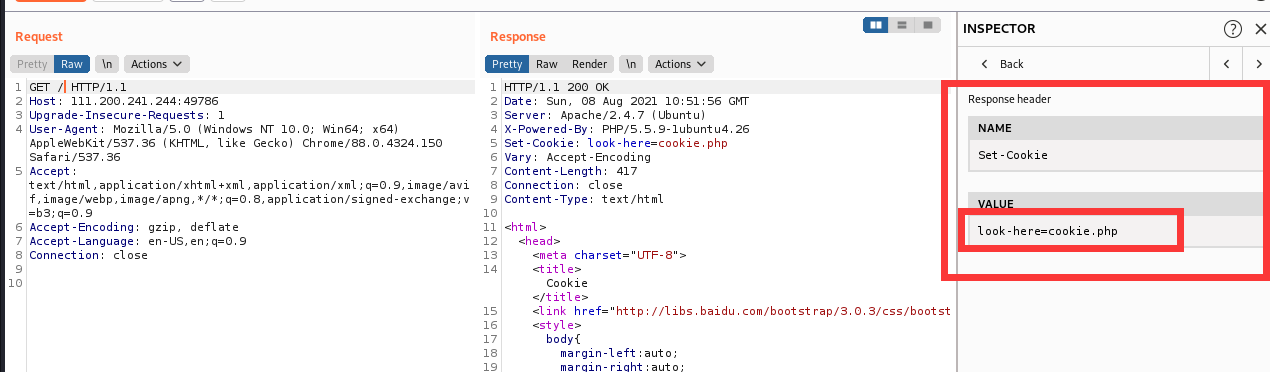 Request
Pretty Raw \n Actions
1 GET / HTTP/1.1
2 Host: 111.200.241.244:49786
3 Upgrade-Insecure-Requests: 1
4 User-Agent: Mozilla/5.0 (Windows NT 10.0; Win64; x64)
AppleWebKit/537.36 (KHTML, like Gecko) Chrome/88.0.4324.150
Safari/537.36
5 Accept:
text/html,application/xhtml+xml,application/xml;q=0.9,image/avi
f,image/webp,image/apng,*/*;q=0.8,application/signed-exchange;v
=b3;q=0.9
6 Accept-Encoding: gzip, deflate
7 Accept-Language: en-US,en;q=0.9
8 Connection: close
9
10
Response
Pretty Raw Render \n Actions
1 HTTP/1.1 200 OK
2 Date: Sun, 08 Aug 2021 10:51:56 GMT
3 Server: Apache/2.4.7 (Ubuntu)
4 X-Powered-By: PHP/5.5.9-1ubuntu4.26
5 Set-Cookie: look-here=cookie.php
6 Vary: Accept-Encoding
7 Content-Length: 417
8 Connection: close
9 Content-Type: text/html
10
11 <html>
12 <head>
13 <meta charset="UTF-8">
14 <title>
Cookie
</title>
15 <link href="http://libs.baidu.com/bootstrap/3.0.3/css/bootst
16 <style>
17 body{
18 margin-left:auto;
19 margin-right:auto;
INSPECTOR
?
Back
Response header
NAME
Set-Cookie
VALUE
look-here=cookie.php